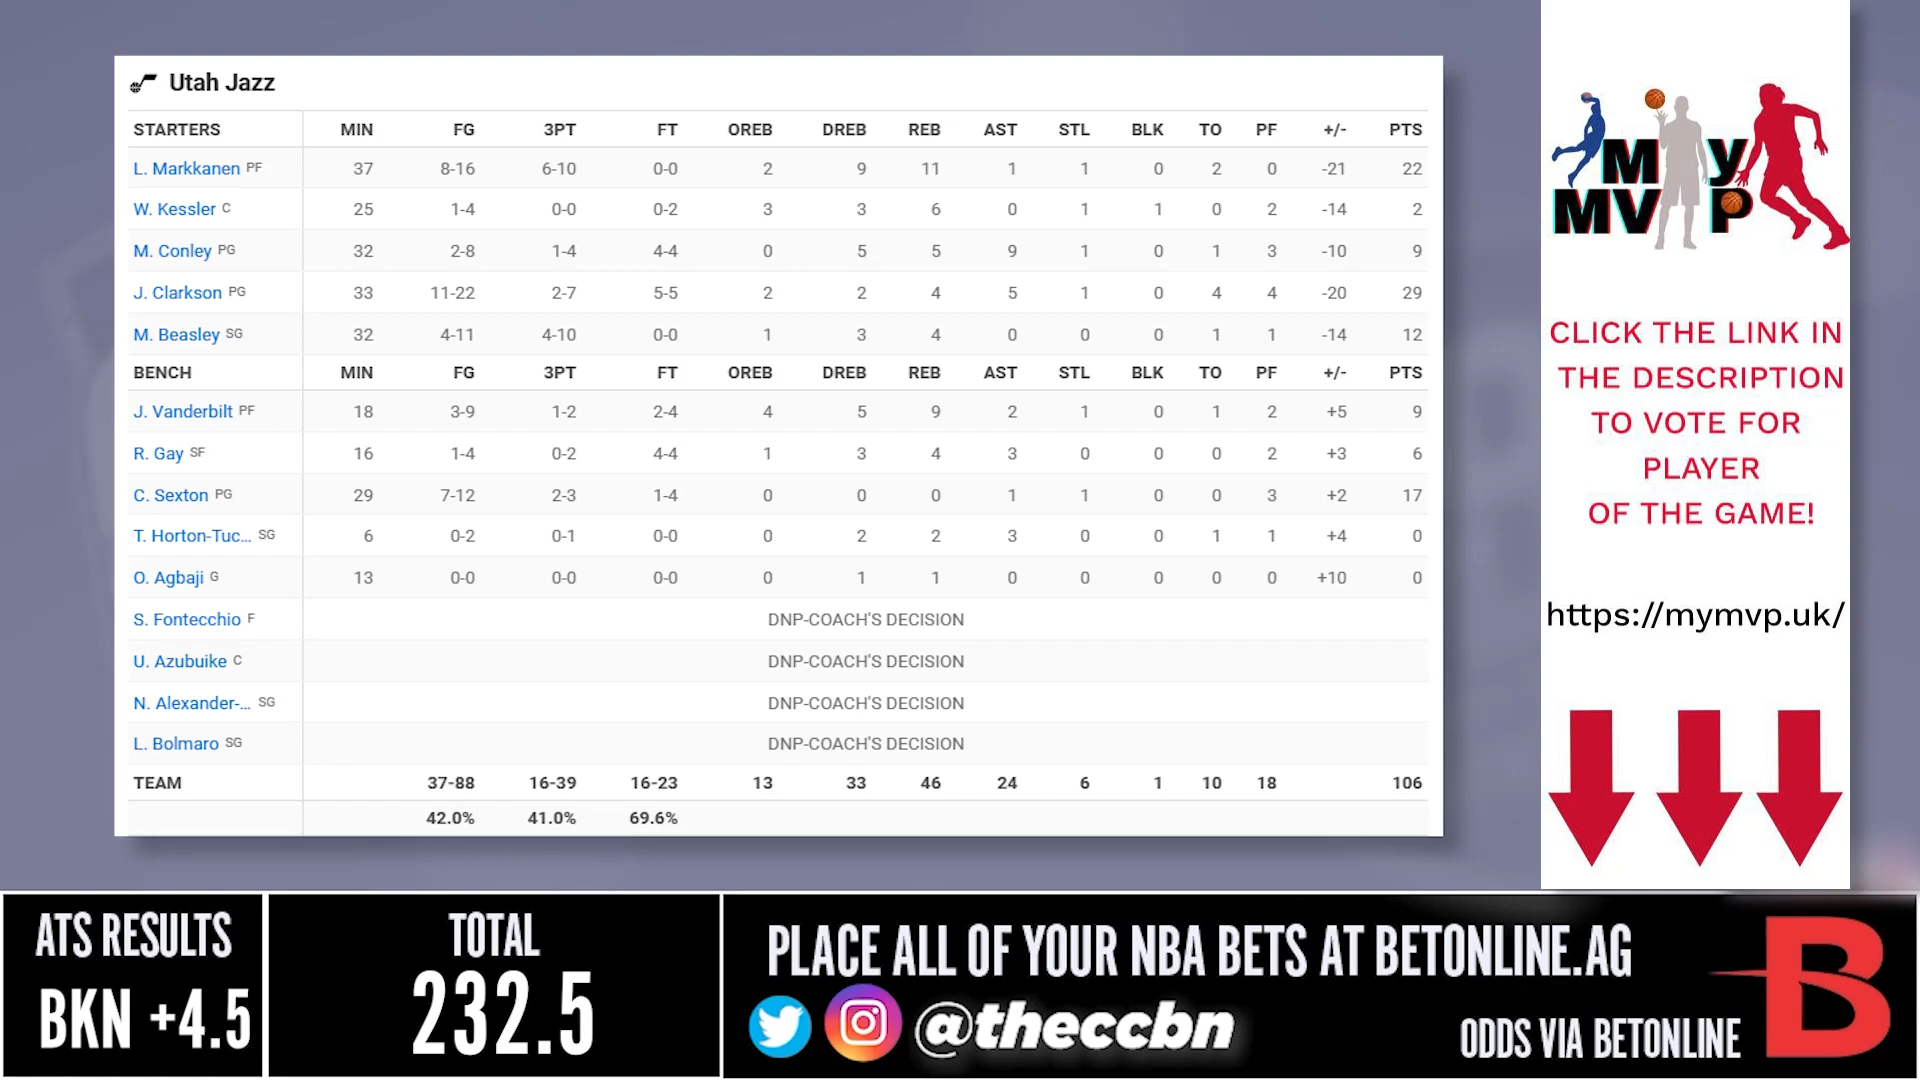 Utah Jazz
STARTERS MIN FG 3PT FT OREB DREB REB AST STL BLK TO PF +/- PTS
L. Markkanen PF 37 8-16 6-10 0-0 2 9 11 1 1 0 2 0 -21 22
W. Kessler C 25 1-4 0-0 0-2 3 3 6 0 1 1 0 2 -14 2
M. Conley PG 32 2-8 1-4 4-4 0 5 5 9 1 0 1 3 -10 9
J. Clarkson PG 33 11-22 2-7 5-5 2 2 4 5 1 0 4 4 -20 29
M. Beasley SG 32 4-11 4-10 0-0 1 3 4 0 0 0 1 1 -14 12
BENCH MIN FG 3PT FT OREB DREB REB AST STL BLK TO PF +/- PTS
J. Vanderbilt PF 18 3-9 1-2 2-4 4 5 9 2 1 0 1 2 +5 9
R. Gay SF 16 1-4 0-2 4-4 1 3 4 3 0 0 0 2 +3 6
C. Sexton PG 29 7-12 2-3 1-4 0 0 0 1 1 0 0 3 +2 17
T. Horton-Tuc... SG 6 0-2 0-1 0-0 0 2 2 3 0 0 1 1 +4 0
O. Agbaji G 13 0-0 0-0 0-0 0 1 1 0 0 0 0 0 +10 0
S. Fontecchio F DNP-COACH'S DECISION
U. Azubuike C DNP-COACH'S DECISION
N. Alexander-... SG DNP-COACH'S DECISION
L. Bolmaro SG DNP-COACH'S DECISION
TEAM 37-88 16-39 16-23 13 33 46 24 6 1 10 18 106
42.0% 41.0% 69.6%
My
MVP
CLICK THE LINK IN
THE DESCRIPTION
TO VOTE FOR
PLAYER
OF THE GAME!
https://mymvp.uk/
ATS RESULTS
BKN +4.5
TOTAL
232.5
PLACE ALL OF YOUR NBA BETS AT BETONLINE.AG
@theccbn
ODDS VIA BETONLINE
B